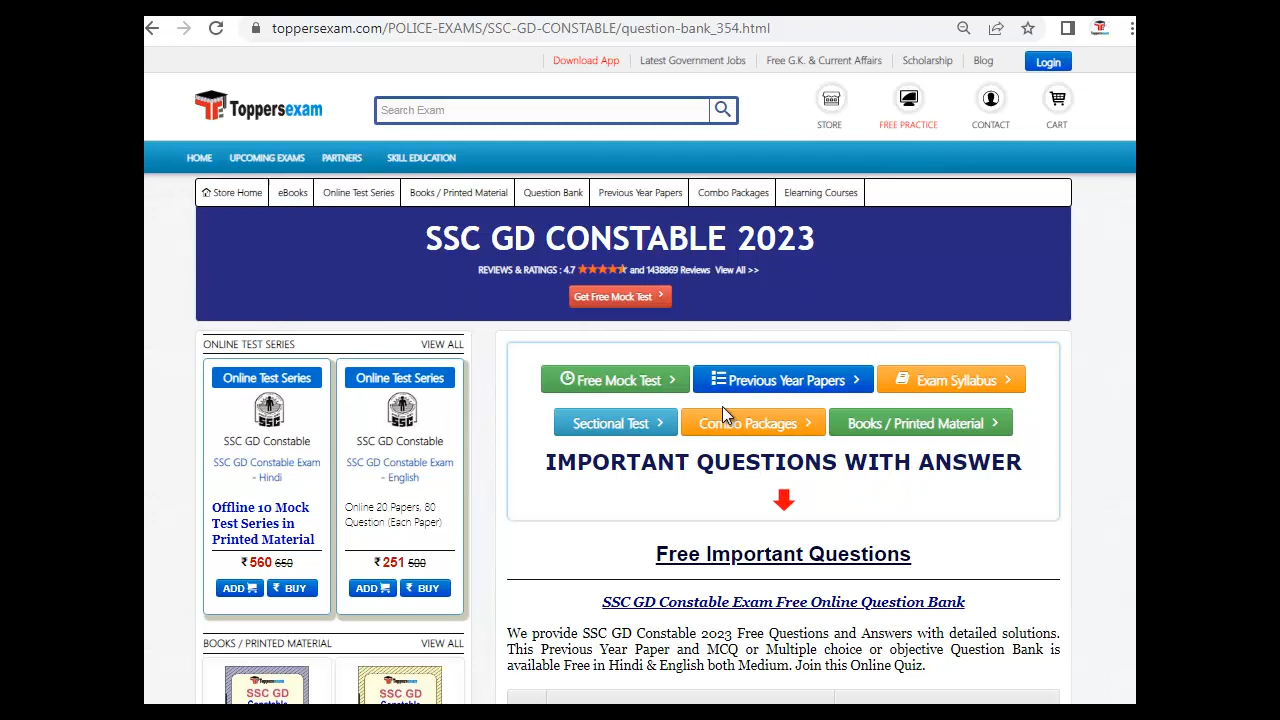 toppersexam.com/POLICE-EXAMS/SSC-GD-CONSTABLE/question-bank_354.html
Download App
Latest Government Jobs
Free G.K. & Current Affairs
Scholarship
Blog
Login
Toppersexam
Search Exam
STORE
FREE PRACTICE
CONTACT
CART
HOME
UPCOMING EXAMS
PARTNERS
SKILL EDUCATION
Store Home
eBooks
Online Test Series
Books / Printed Material
Question Bank
Previous Year Papers
Combo Packages
Elearning Courses
SSC GD CONSTABLE 2023
REVIEWS & RATINGS : 4.7 and 1438869 Reviews View All >>
Get Free Mock Test
ONLINE TEST SERIES
VIEW ALL
Online Test Series
SSC
SSC GD Constable
SSC GD Constable Exam
- Hindi
Offline 10 Mock
Test Series in
Printed Material
₹ 560 650
ADD
₹ BUY
Online Test Series
SSC
SSC GD Constable
SSC GD Constable Exam
- English
Online 20 Papers, 80
Question (Each Paper)
₹ 251 500
ADD
₹ BUY
BOOKS / PRINTED MATERIAL
VIEW ALL
Toppersexam
SSC GD
Constable
Toppersexam
SSC GD
Constable
Free Mock Test
Previous Year Papers
Exam Syllabus
Sectional Test
Combo Packages
Books / Printed Material
IMPORTANT QUESTIONS WITH ANSWER
Free Important Questions
SSC GD Constable Exam Free Online Question Bank
We provide SSC GD Constable 2023 Free Questions and Answers with detailed solutions.
This Previous Year Paper and MCQ or Multiple choice or objective Question Bank is
available Free in Hindi & English both Medium. Join this Online Quiz.